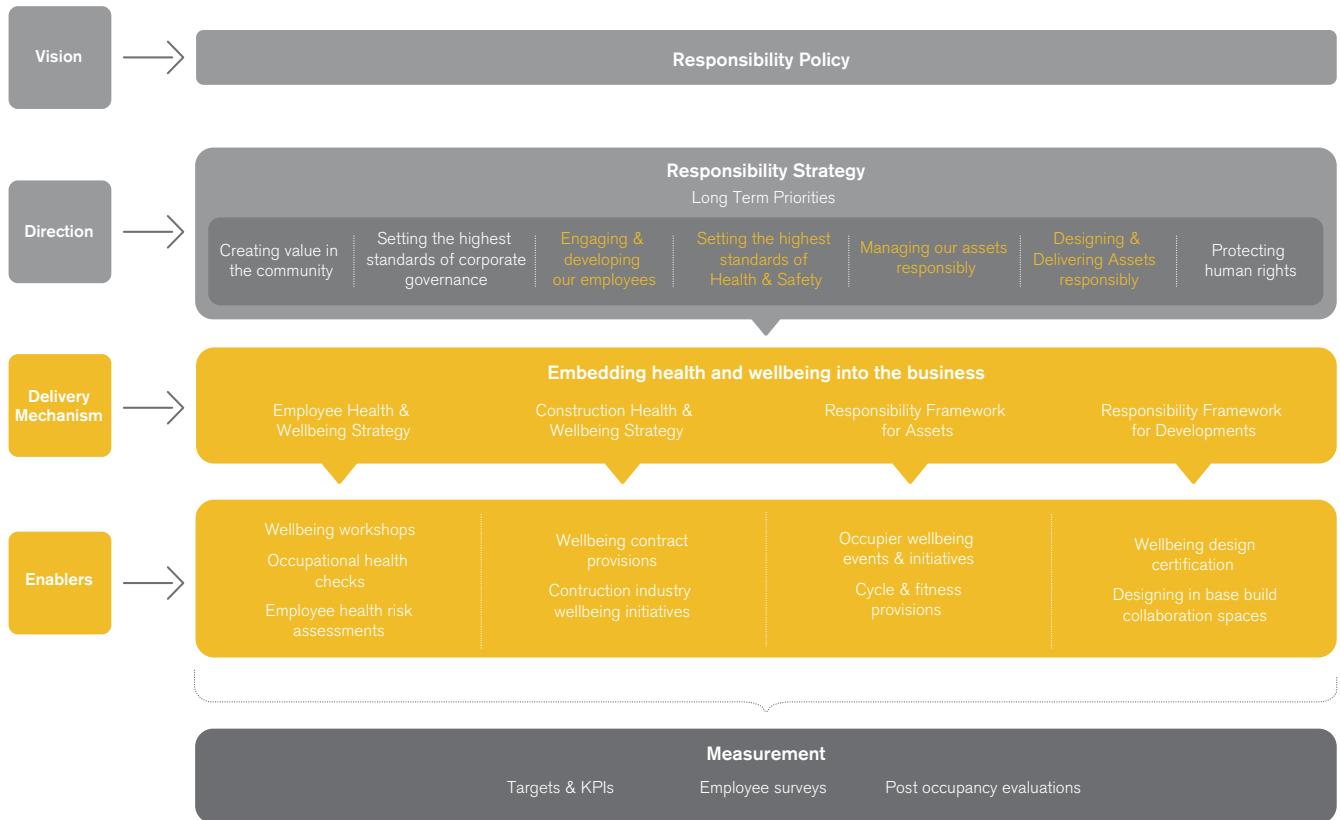 Vision
Responsibility Policy
Direction
Responsibility Strategy
Long Term Priorities
Creating value in
the community
Setting the highest
standards of corporate
governance
Engaging &
developing
our employees
Setting the highest
standards of
Health & Safety
Managing our assets
responsibly
Designing &
Delivering Assets
responsibly
Protecting
human rights
Delivery
Mechanism
Embedding health and wellbeing into the business
Employee Health &
Wellbeing Strategy
Construction Health &
Wellbeing Strategy
Responsibility Framework
for Assets
Responsibility Framework
for Developments
Enablers
Wellbeing workshops
Occupational health
checks
Employee health risk
assessments
Wellbeing contract
provisions
Contruction industry
wellbeing initiatives
Occupier wellbeing
events & initiatives
Cycle & fitness
provisions
Wellbeing design
certification
Designing in base build
collaboration spaces
Measurement
Targets & KPIs
Employee surveys
Post occupancy evaluations